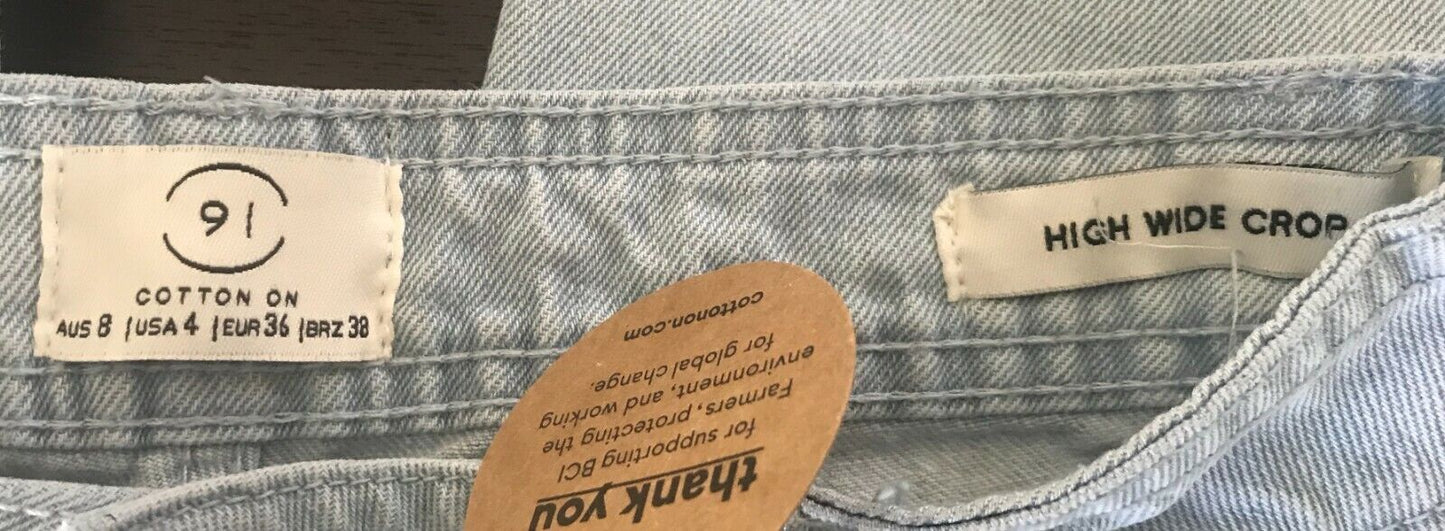 91
COTTON ON
AUS 8 | USA 4 | EUR 36 | BRZ 38
HIGH WIDE CROP
thank you
for supporting BCI
Farmers, protecting the
environment, and working
for global change.
cottonon.com